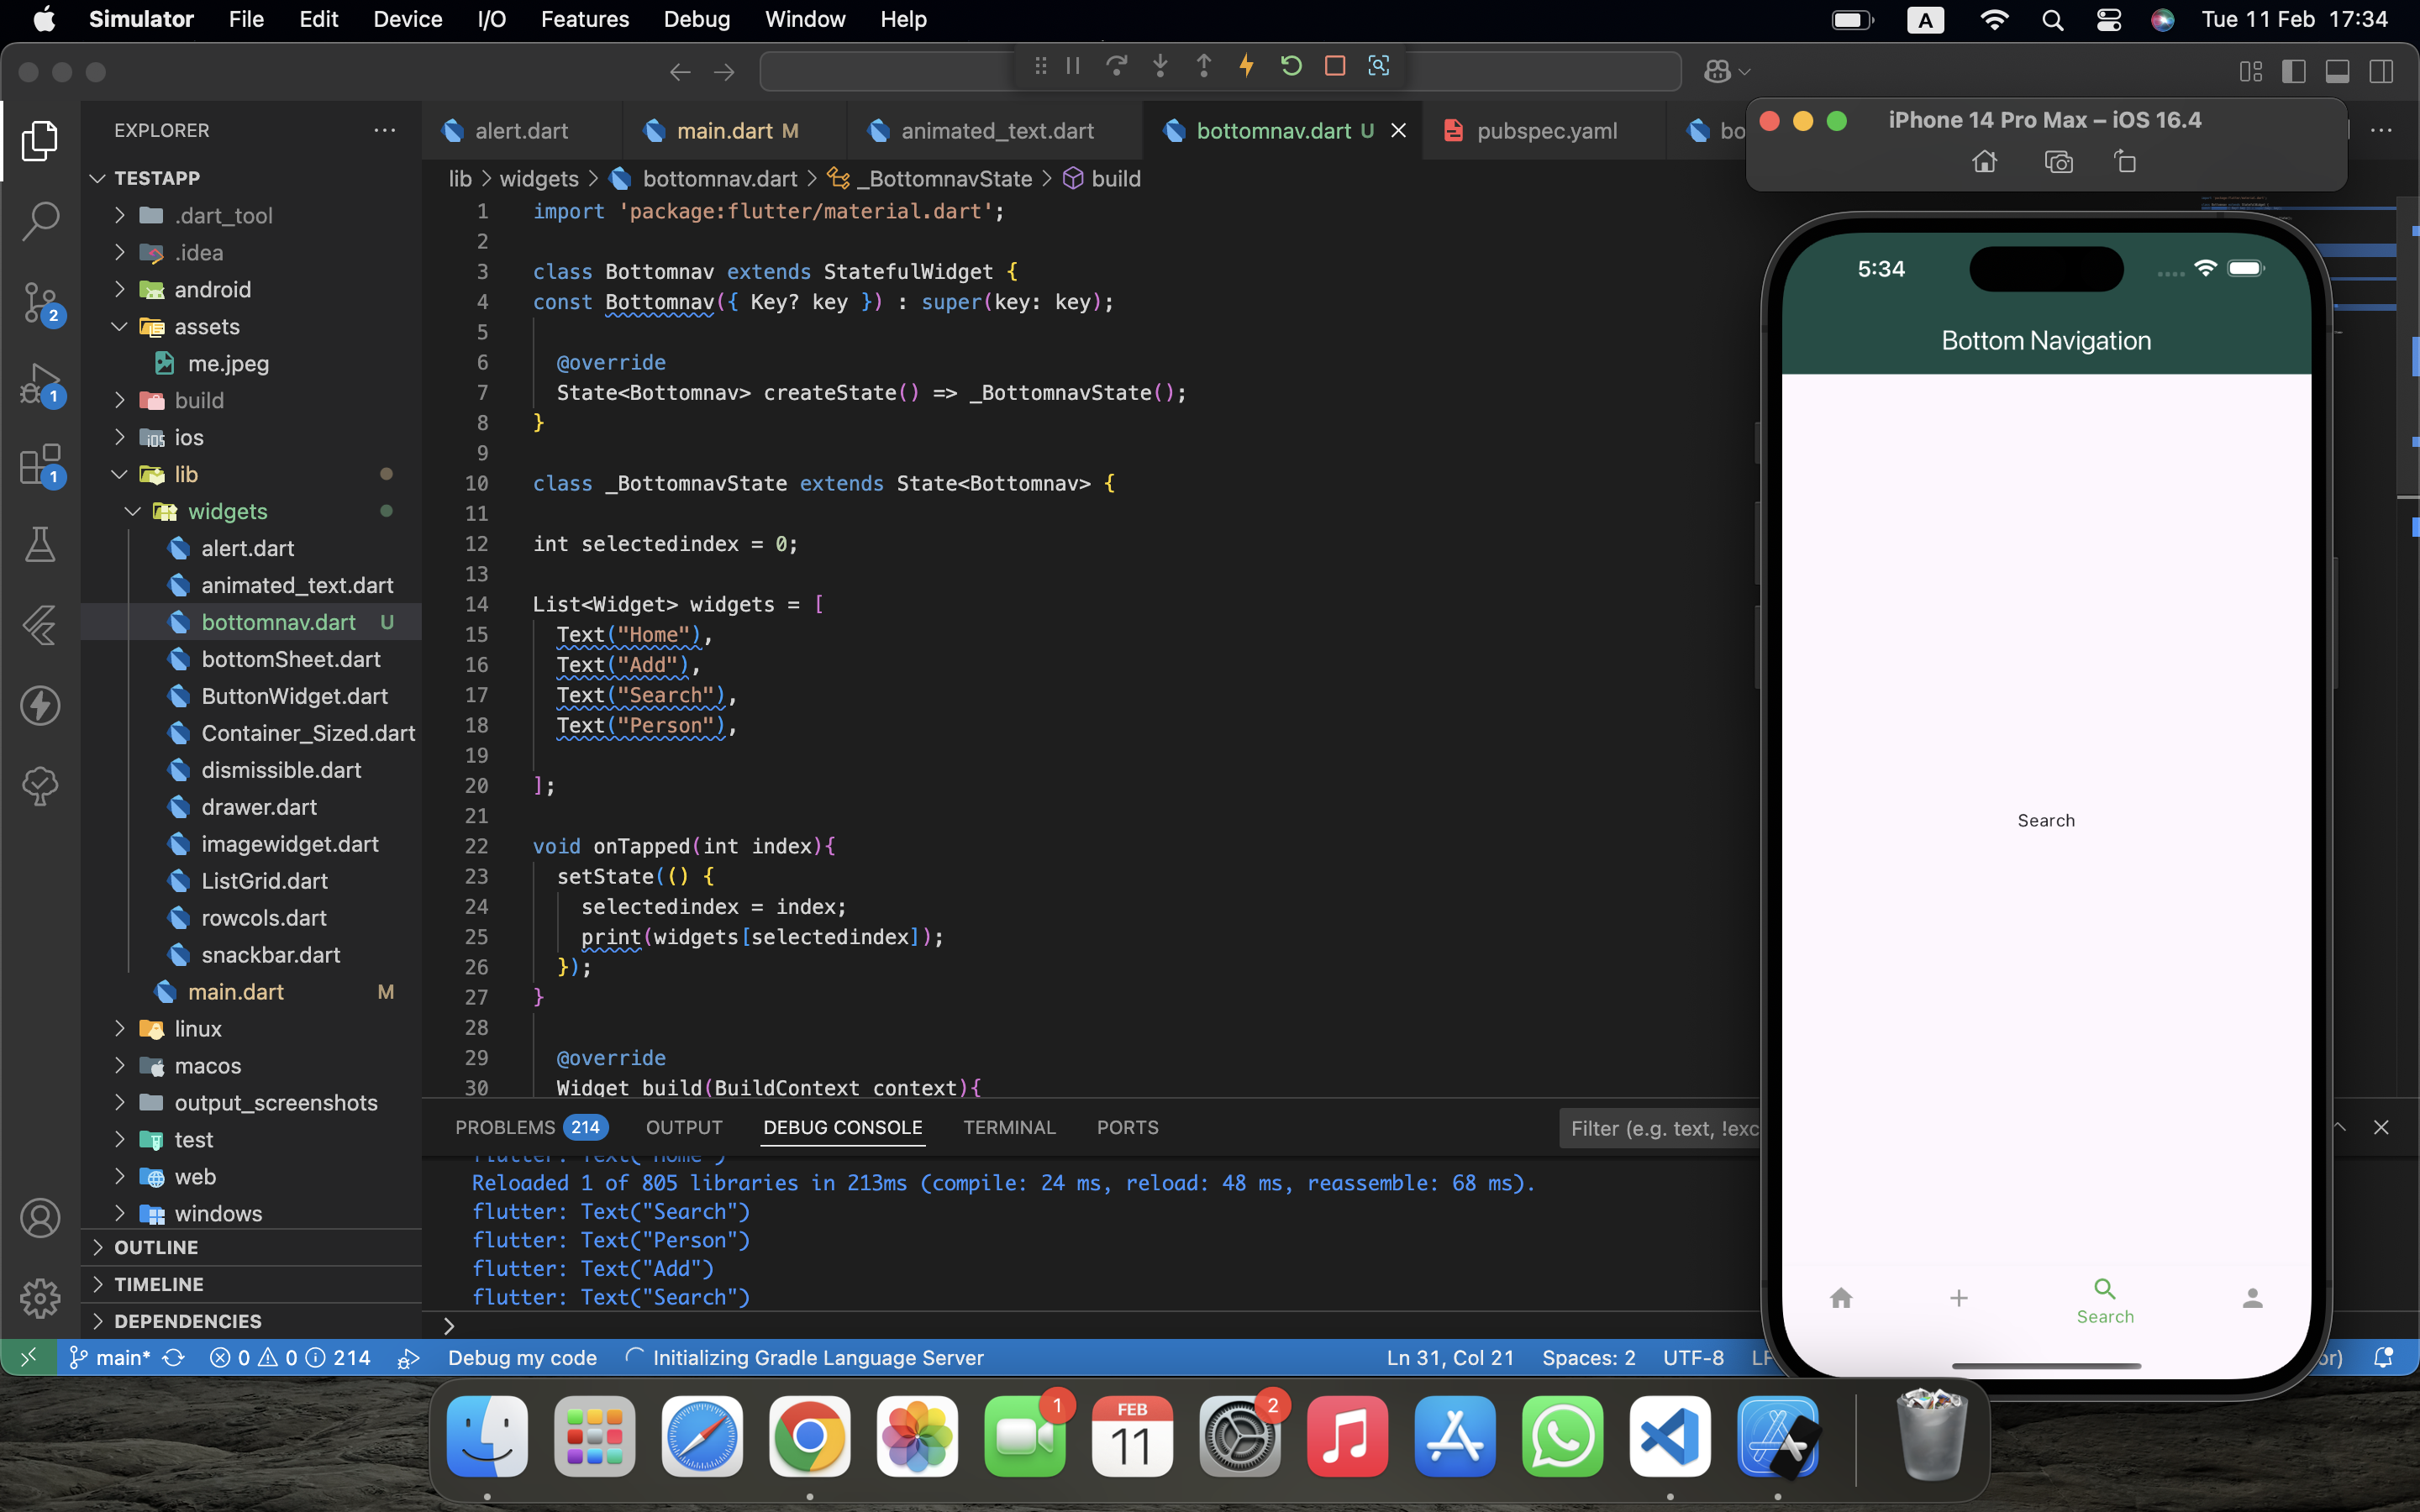 Simulator File Edit Device I/O Features Debug Window Help A Tue 11 Feb 17:34
EXPLORER
TESTAPP
.dart_tool
.idea
android
assets
me.jpeg
build
ios
lib
widgets
alert.dart
animated_text.dart
bottomnav.dart U
bottomSheet.dart
ButtonWidget.dart
Container_Sized.dart
dismissible.dart
drawer.dart
imagewidget.dart
ListGrid.dart
rowcols.dart
snackbar.dart
main.dart M
linux
macos
output_screenshots
test
web
windows
OUTLINE
TIMELINE
DEPENDENCIES
2
1
1
alert.dart main.dart M animated_text.dart bottomnav.dart U pubspec.yaml bo
lib > widgets > bottomnav.dart > _BottomnavState > build
1 import 'package:flutter/material.dart';
2
3 class Bottomnav extends StatefulWidget {
4 const Bottomnav({ Key? key }) : super(key: key);
5
6 @override
7 State<Bottomnav> createState() => _BottomnavState();
8 }
9
10 class _BottomnavState extends State<Bottomnav> {
11
12 int selectedindex = 0;
13
14 List<Widget> widgets = [
15 Text("Home"),
16 Text("Add"),
17 Text("Search"),
18 Text("Person"),
19
20 ];
21
22 void onTapped(int index){
23 setState(() {
24 selectedindex = index;
25 print(widgets[selectedindex]);
26 });
27 }
28
29 @override
30 Widget build(BuildContext context){
PROBLEMS 214 OUTPUT DEBUG CONSOLE TERMINAL PORTS Filter (e.g. text, !exc
flutter: Text("Home")
Reloaded 1 of 805 libraries in 213ms (compile: 24 ms, reload: 48 ms, reassemble: 68 ms).
flutter: Text("Search")
flutter: Text("Person")
flutter: Text("Add")
flutter: Text("Search")
>
iPhone 14 Pro Max – iOS 16.4
5:34
Bottom Navigation
Search
Search
main* 0 0 214 Debug my code Initializing Gradle Language Server Ln 31, Col 21 Spaces: 2 UTF-8 LF or)
1
FEB
11
2